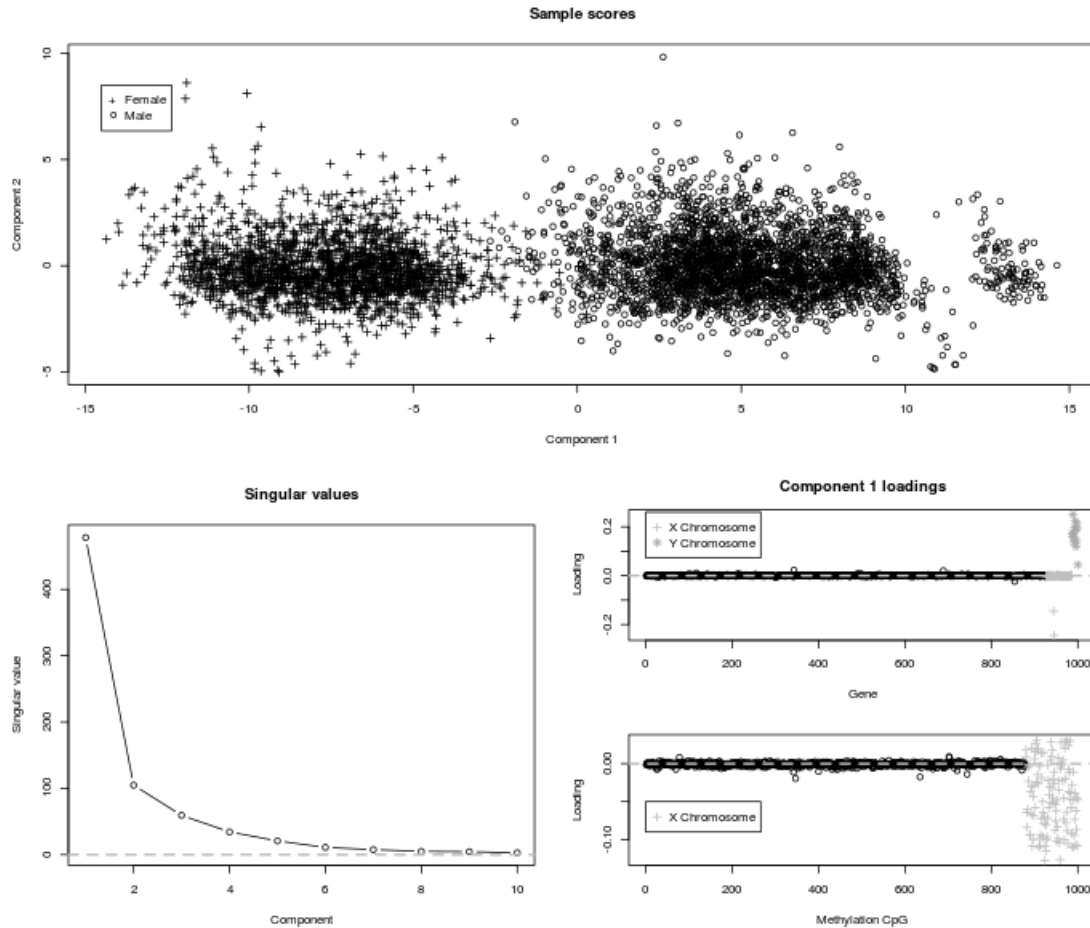 Sample scores
10
5
0
-5
Component 2
Female
Male
-15
-10
-5
0
5
10
15
Component 1
Singular values
400
300
200
100
0
Singular value
2
4
6
8
10
Component
Component 1 loadings
0.2
0.0
-0.2
Loading
X Chromosome
Y Chromosome
0
200
400
600
800
1000
Gene
0.00
-0.10
Loading
X Chromosome
0
200
400
600
800
1000
Methylation CpG